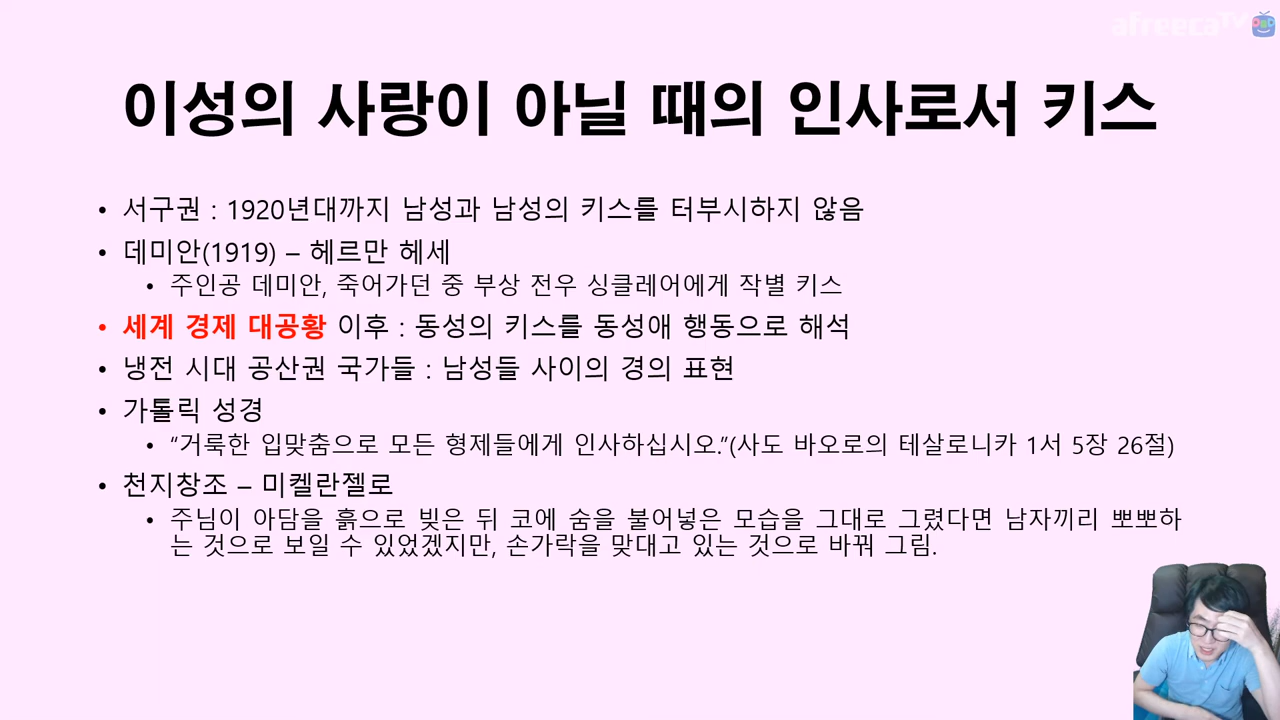 afreecaTV
이성의 사랑이 아닐 때의 인사로서 키스
• 서구권 : 1920년대까지 남성과 남성의 키스를 터부시하지 않음
• 데미안(1919) – 헤르만 헤세
• 주인공 데미안, 죽어가던 중 부상 전우 싱클레어에게 작별 키스
• 세계 경제 대공황 이후 : 동성의 키스를 동성애 행동으로 해석
• 냉전 시대 공산권 국가들 : 남성들 사이의 경의 표현
• 가톨릭 성경
• “거룩한 입맞춤으로 모든 형제들에게 인사하십시오.”(사도 바오로의 테살로니카 1서 5장 26절)
• 천지창조 – 미켈란젤로
• 주님이 아담을 흙으로 빚은 뒤 코에 숨을 불어넣은 모습을 그대로 그렸다면 남자끼리 뽀뽀하
는 것으로 보일 수 있었겠지만, 손가락을 맞대고 있는 것으로 바꿔 그림.